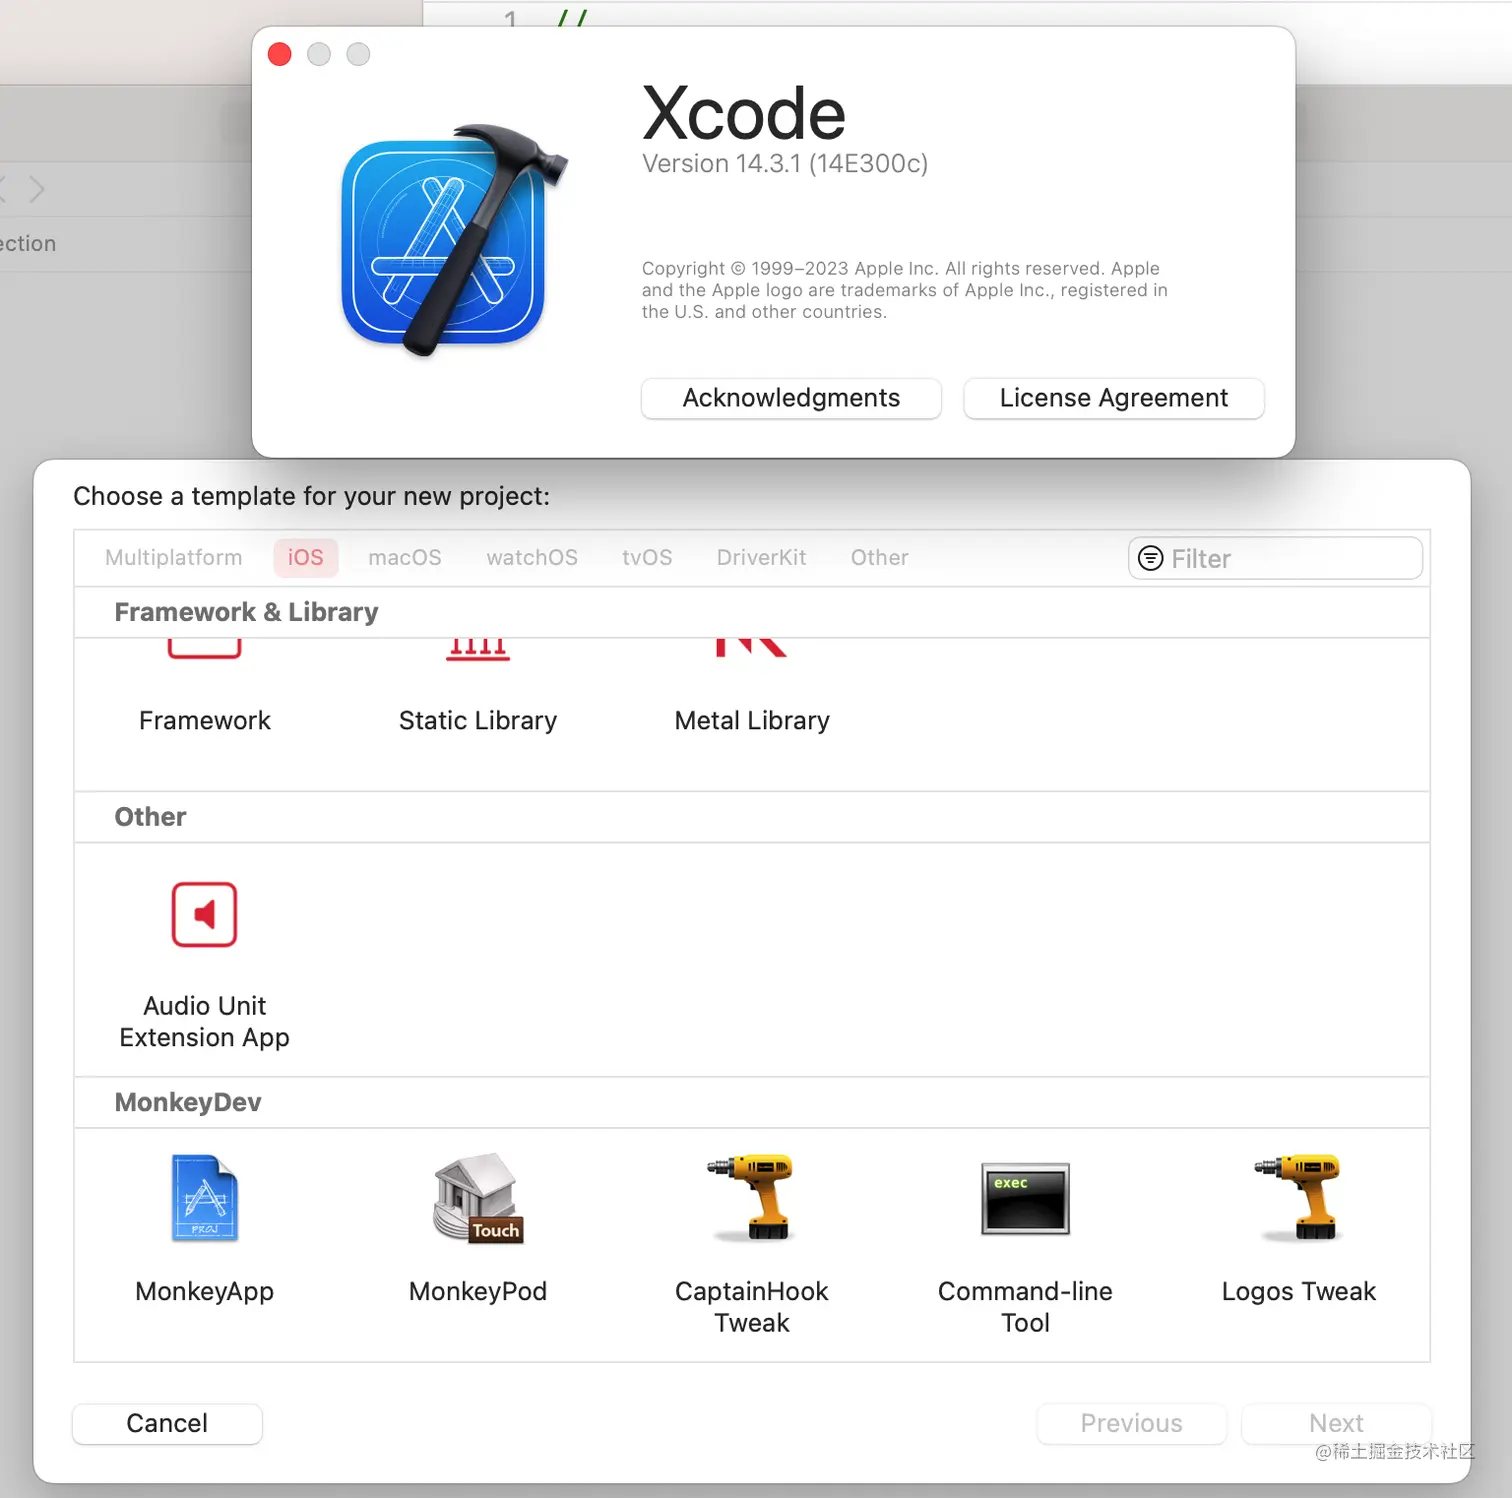 1 //
Xcode
Version 14.3.1 (14E300c)
ection
Copyright © 1999–2023 Apple Inc. All rights reserved. Apple
and the Apple logo are trademarks of Apple Inc., registered in
the U.S. and other countries.
Acknowledgments License Agreement
Choose a template for your new project:
Multiplatform iOS macOS watchOS tvOS DriverKit Other Filter
Framework & Library
Framework Static Library Metal Library
Other
Audio Unit
Extension App
MonkeyDev
PROJ Touch exec
MonkeyApp MonkeyPod CaptainHook Command-line Logos Tweak
Tweak Tool
Cancel Previous Next
@稀土掘金技术社区